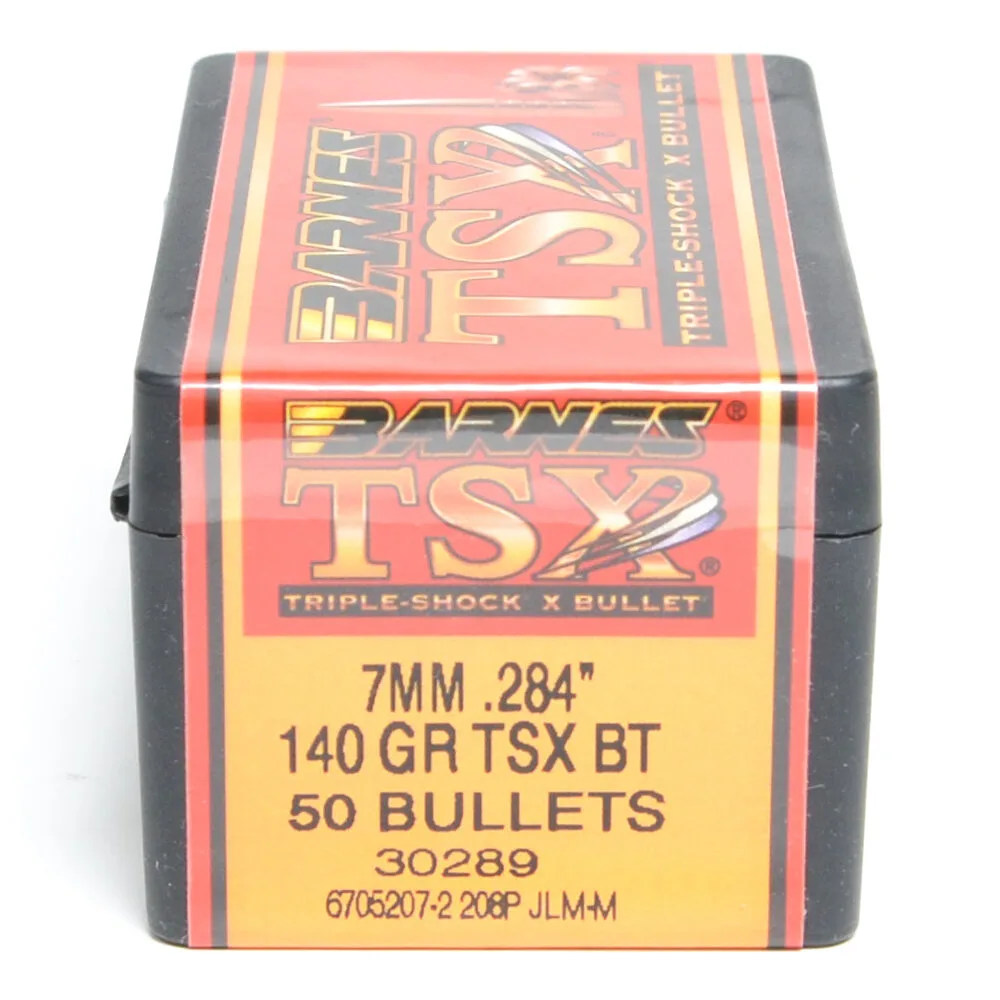 BARNES®
TSX™
TRIPLE-SHOCK® X BULLET
BARNES®
TSX®
TRIPLE-SHOCK® X BULLET
7MM .284"
140 GR TSX BT
50 BULLETS
30289
6705207-2 208P JLM-M